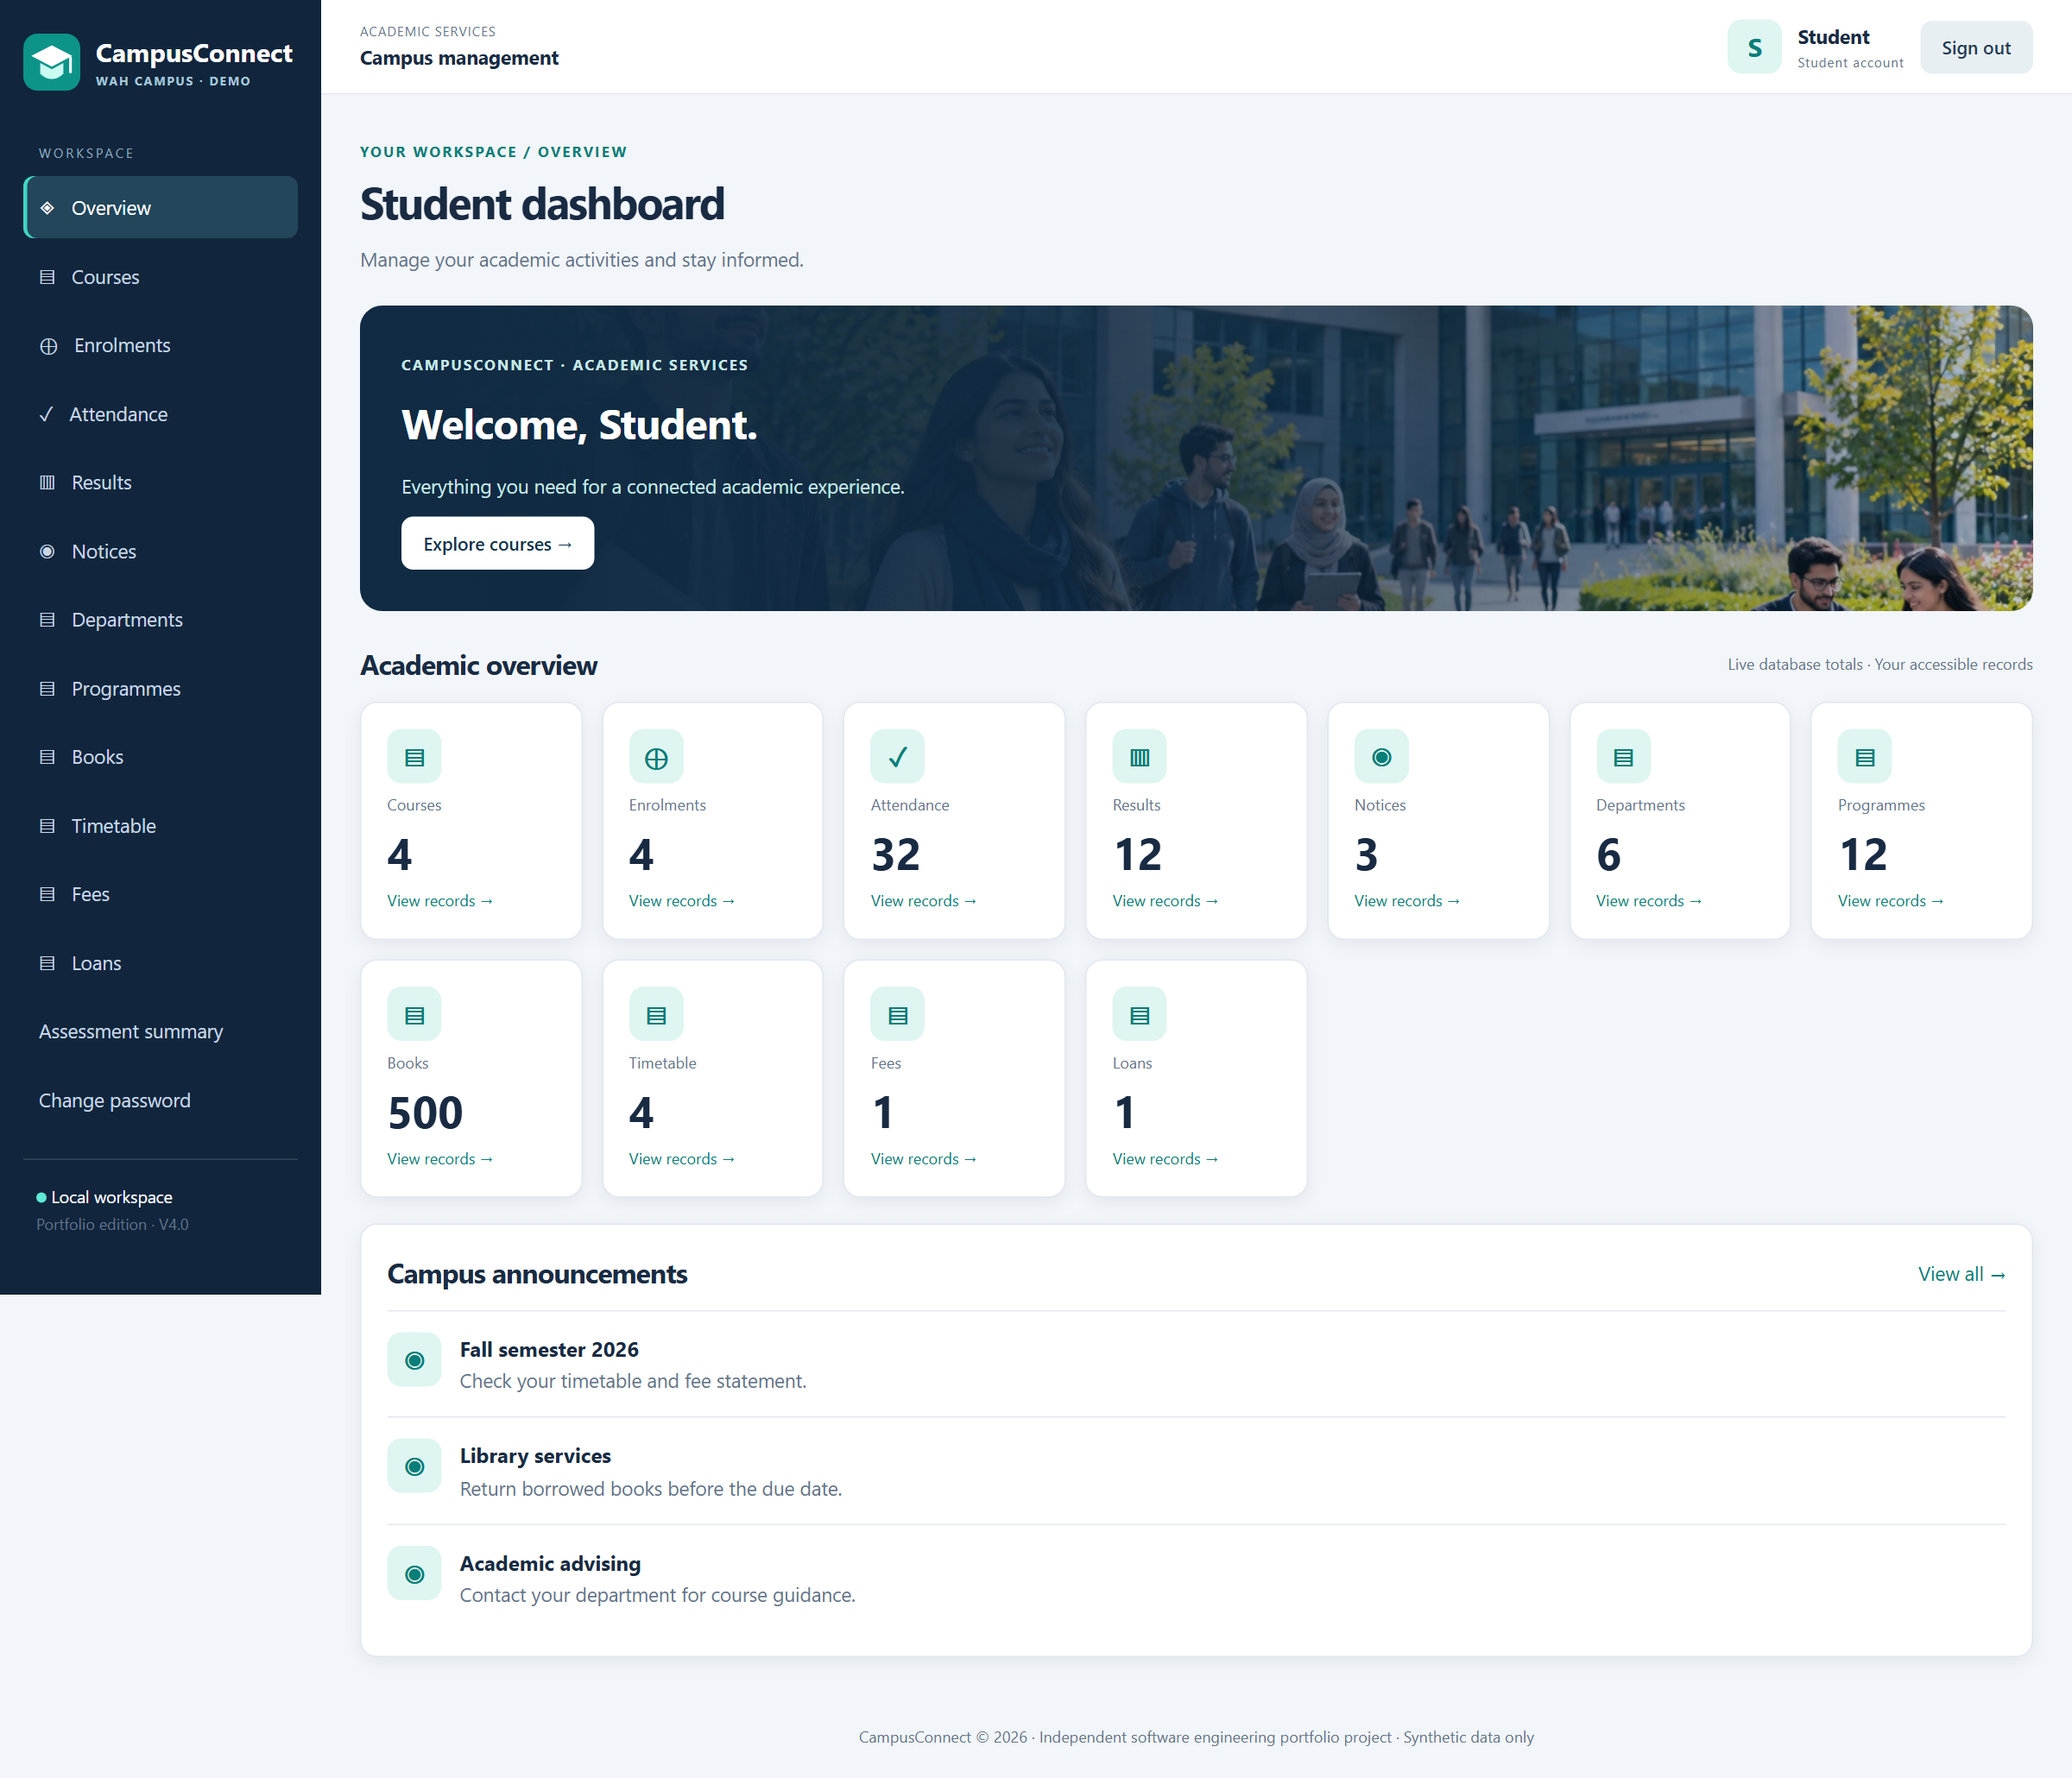 CampusConnect
WAH CAMPUS · DEMO
WORKSPACE
Overview
Courses
Enrolments
Attendance
Results
Notices
Departments
Programmes
Books
Timetable
Fees
Loans
Assessment summary
Change password
Local workspace
Portfolio edition · V4.0
ACADEMIC SERVICES
Campus management
S
Student
Student account
Sign out
YOUR WORKSPACE / OVERVIEW
Student dashboard
Manage your academic activities and stay informed.
CAMPUSCONNECT · ACADEMIC SERVICES
Welcome, Student.
Everything you need for a connected academic experience.
Explore courses →
Academic overview
Live database totals · Your accessible records
Courses
4
View records →
Enrolments
4
View records →
Attendance
32
View records →
Results
12
View records →
Notices
3
View records →
Departments
6
View records →
Programmes
12
View records →
Books
500
View records →
Timetable
4
View records →
Fees
1
View records →
Loans
1
View records →
Campus announcements
View all →
Fall semester 2026
Check your timetable and fee statement.
Library services
Return borrowed books before the due date.
Academic advising
Contact your department for course guidance.
CampusConnect © 2026 · Independent software engineering portfolio project · Synthetic data only